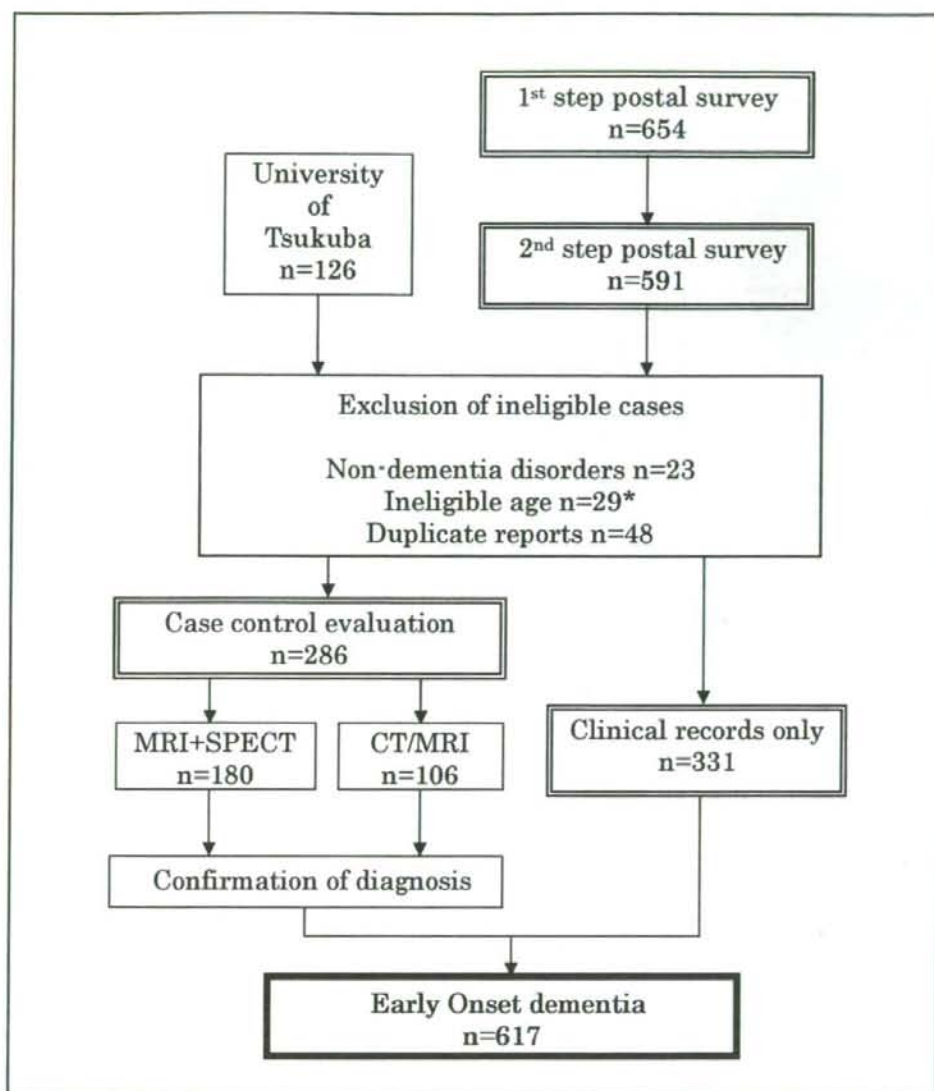 1st step postal survey
n=654
University
of
Tsukuba
n=126
2nd step postal survey
n=591
Exclusion of ineligible cases
Non-dementia disorders n=23
Ineligible age n=29*
Duplicate reports n=48
Case control evaluation
n=286
MRI+SPECT
n=180
CT/MRI
n=106
Clinical records only
n=331
Confirmation of diagnosis
Early Onset dementia
n=617